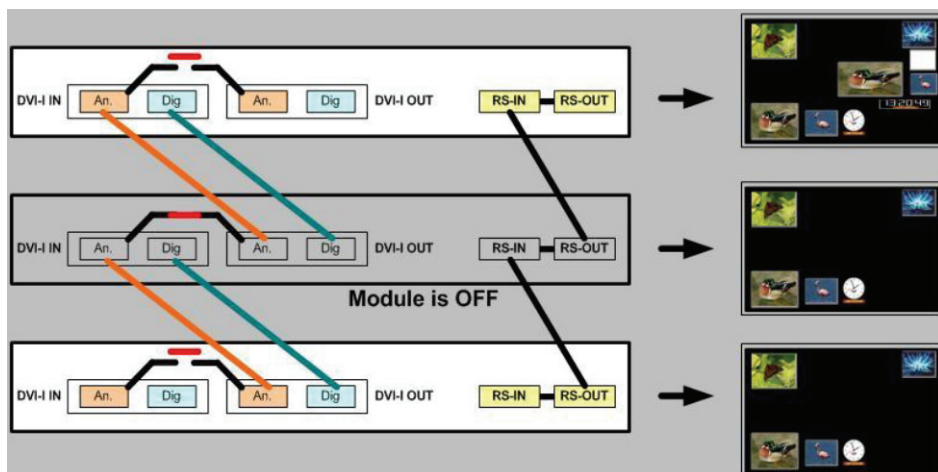 DVI-I IN An. Dig An. Dig DVI-I OUT RS-IN RS-OUT
13:20:49
DVI-I IN An. Dig An. Dig DVI-I OUT RS-IN RS-OUT
Module is OFF
DVI-I IN An. Dig An. Dig DVI-I OUT RS-IN RS-OUT